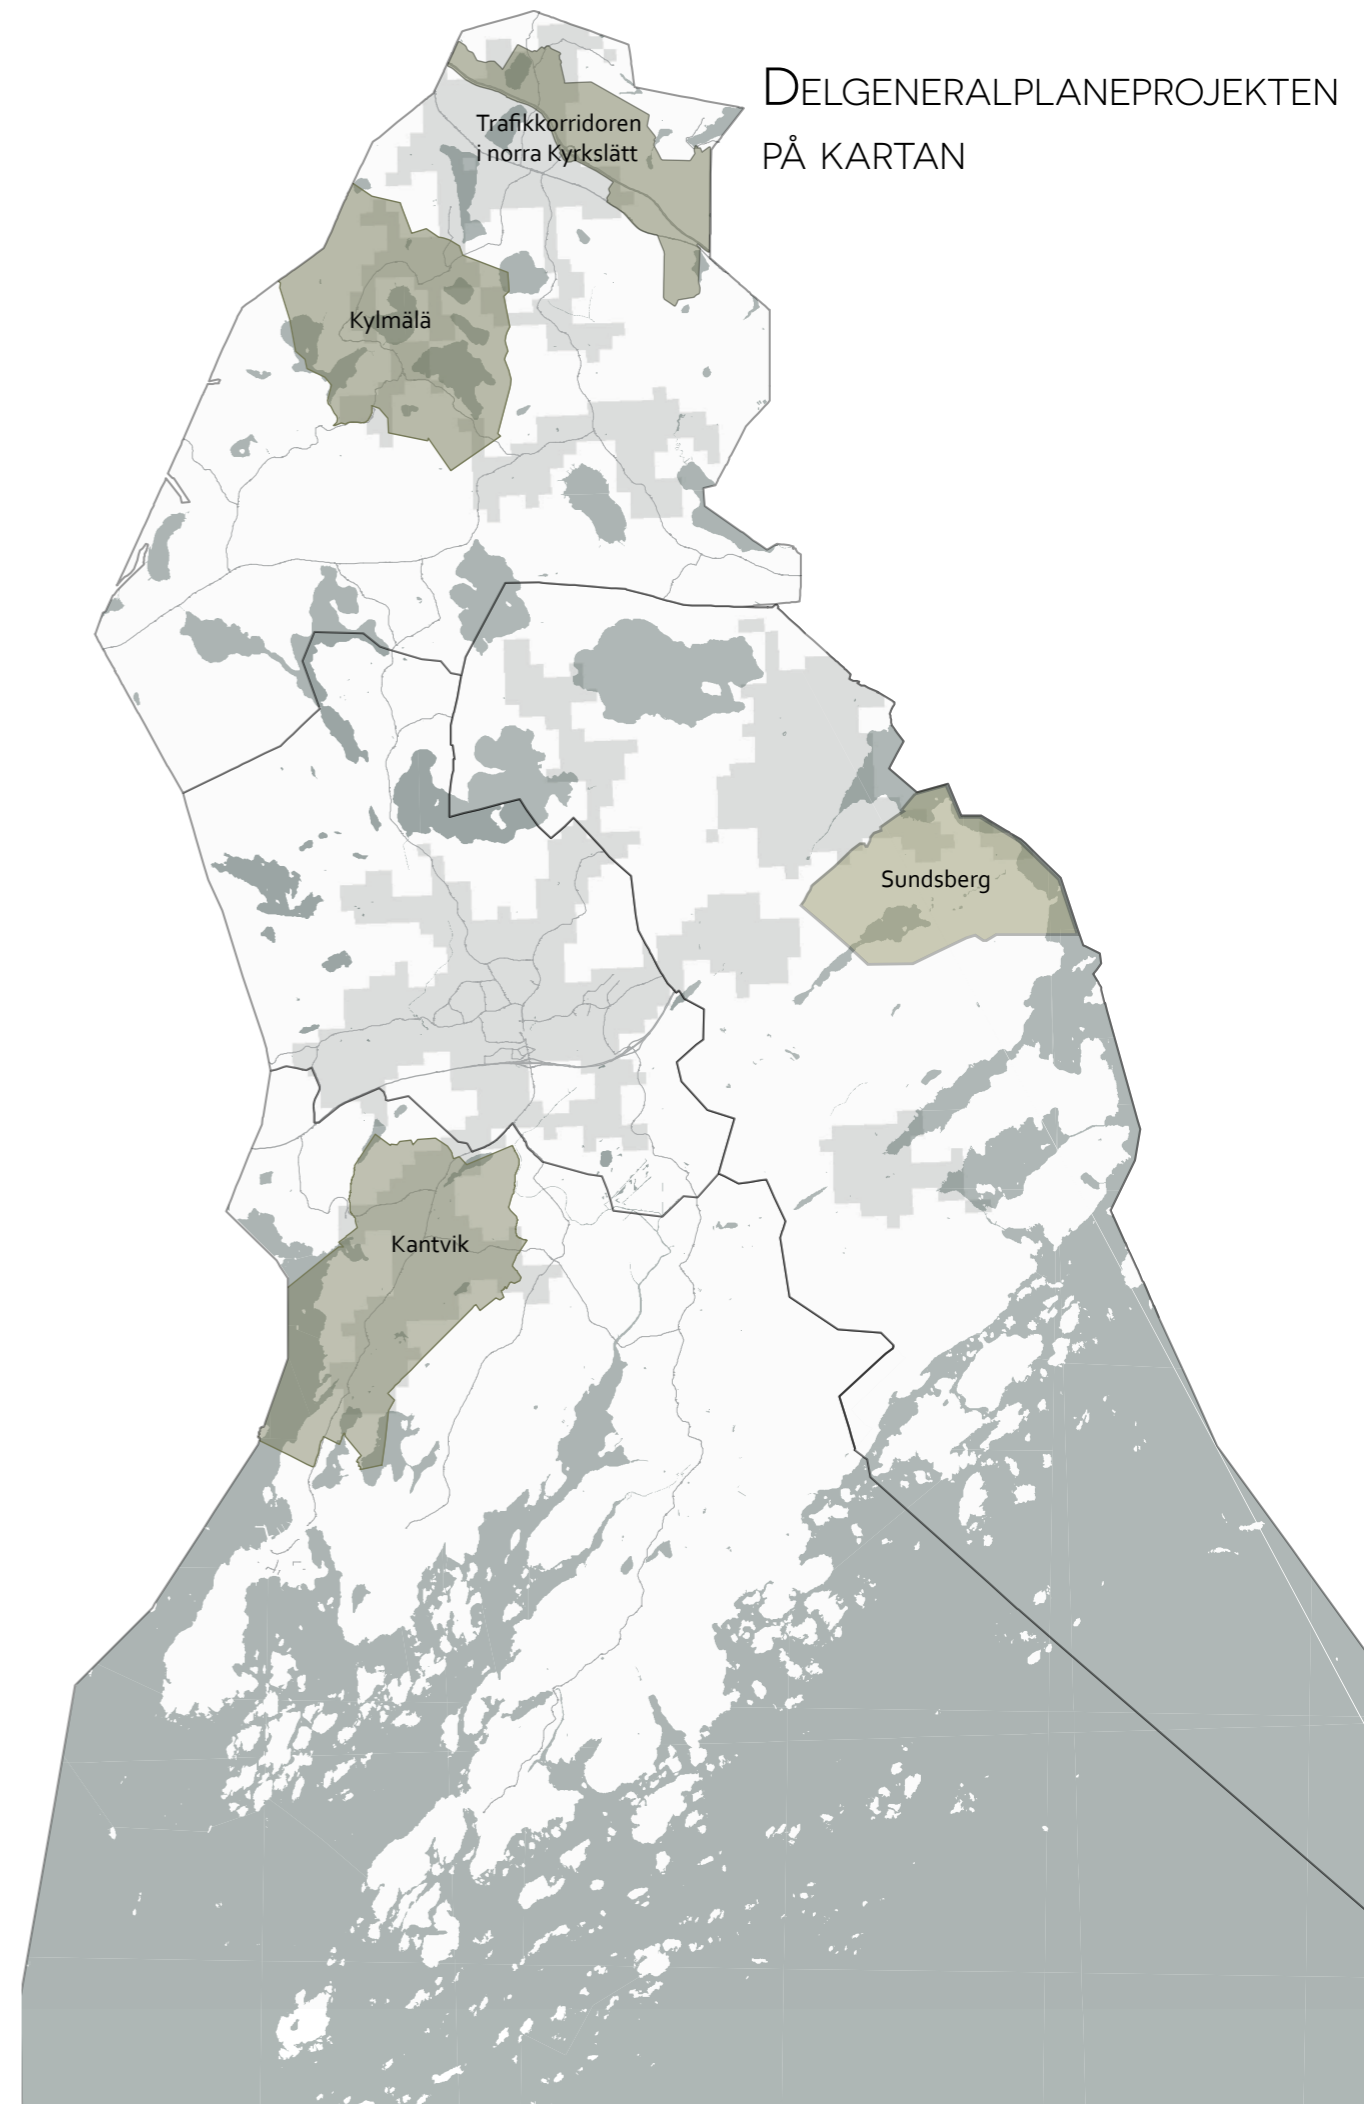 Delgeneralplaneprojekten
på kartan
Trafikkorridoren
i norra Kyrkslätt
Kylmälä
Sundsberg
Kantvik